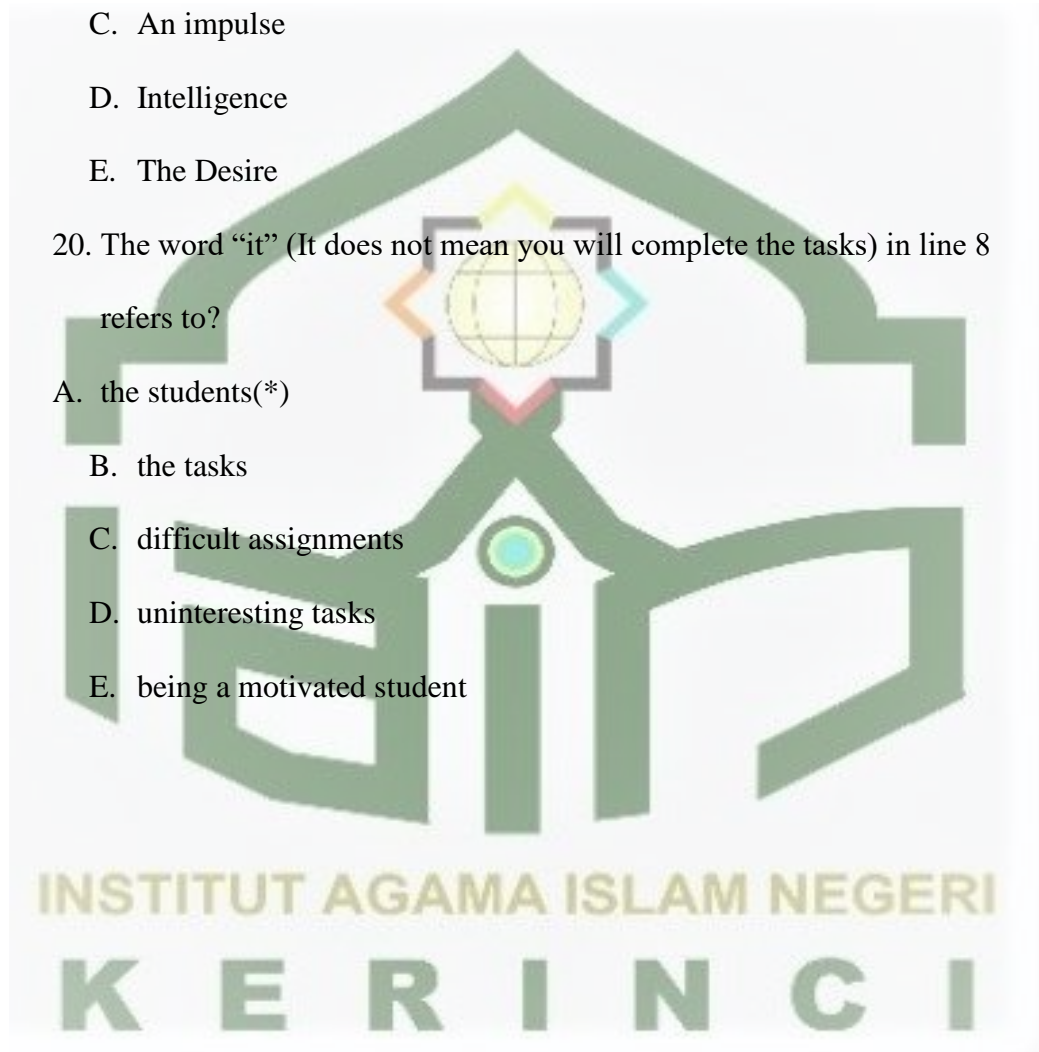 C. An impulse
D. Intelligence
E. The Desire
20. The word “it” (It does not mean you will complete the tasks) in line 8
refers to?
A. the students(*)
B. the tasks
C. difficult assignments
D. uninteresting tasks
E. being a motivated student
INSTITUT AGAMA ISLAM NEGERI
KERINCI